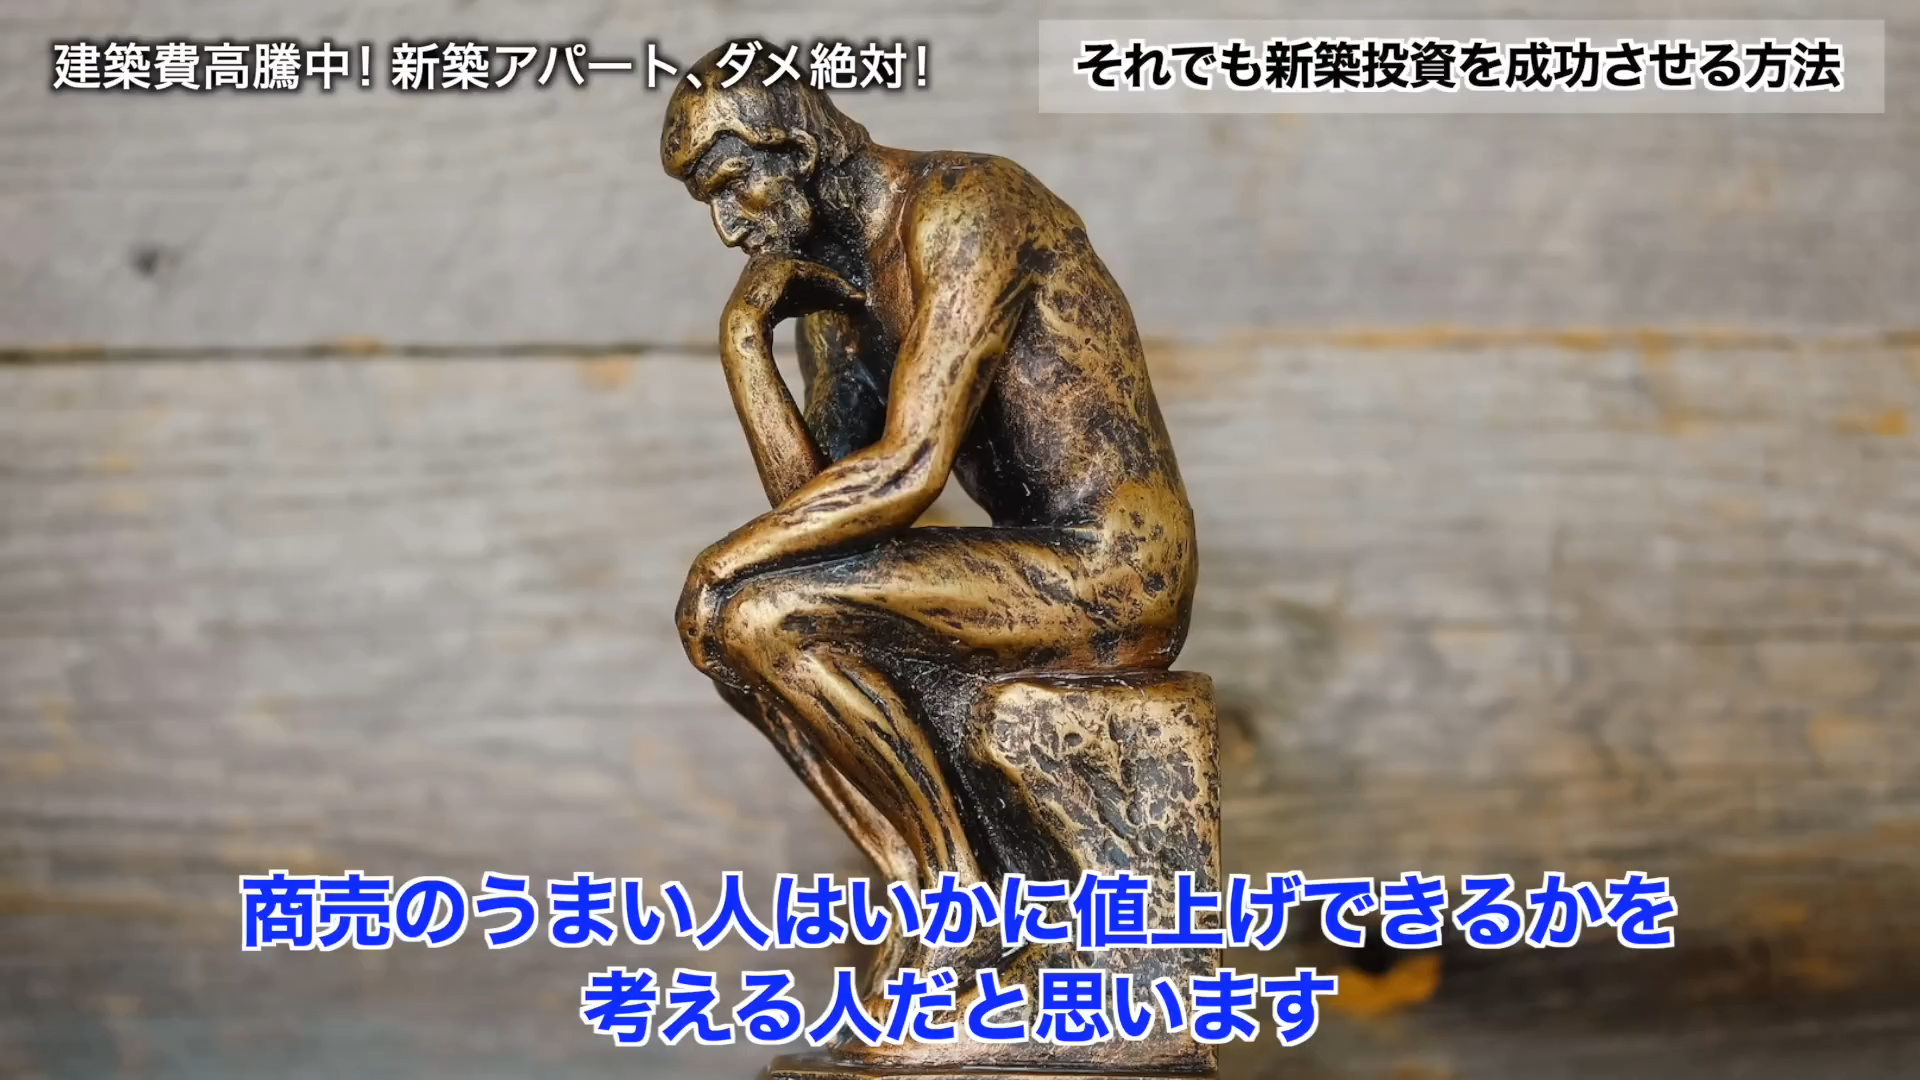 建築費高騰中！新築アパート、ダメ絶対！
それでも新築投資を成功させる方法
商売のうまい人はいかに値上げできるかを
考える人だと思います